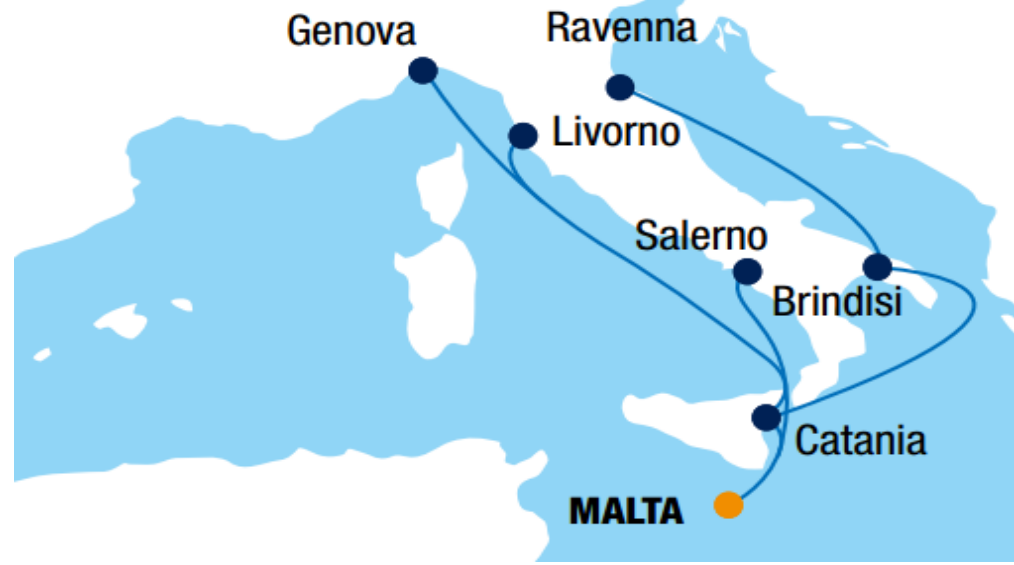 Genova
Ravenna
Livorno
Salerno
Brindisi
Catania
MALTA